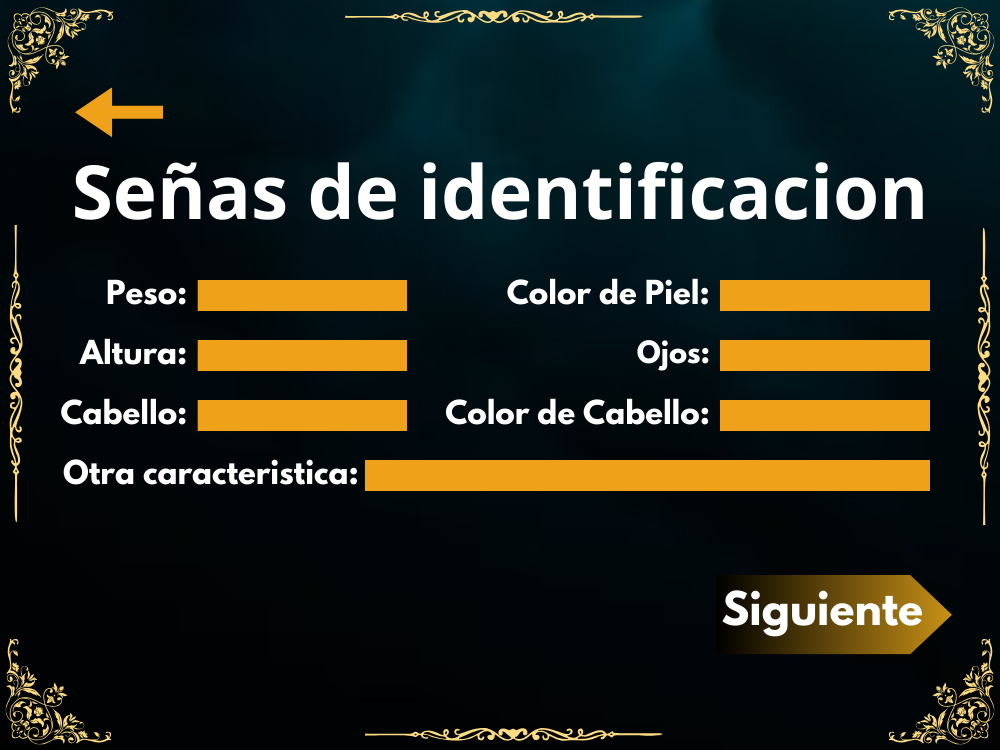 Señas de identificacion
Peso:
Color de Piel:
Altura:
Ojos:
Cabello:
Color de Cabello:
Otra caracteristica:
Siguiente